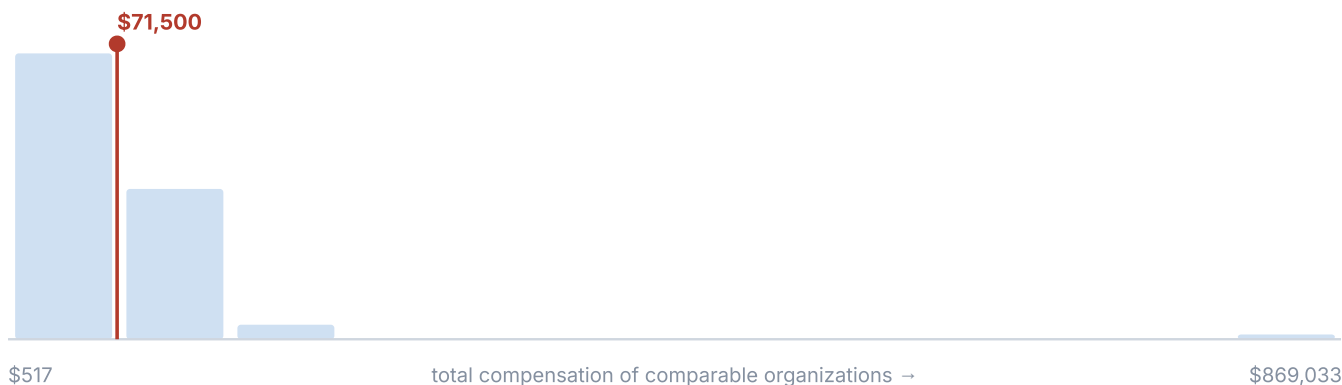 $71,500
$517 total compensation of comparable organizations → $869,033